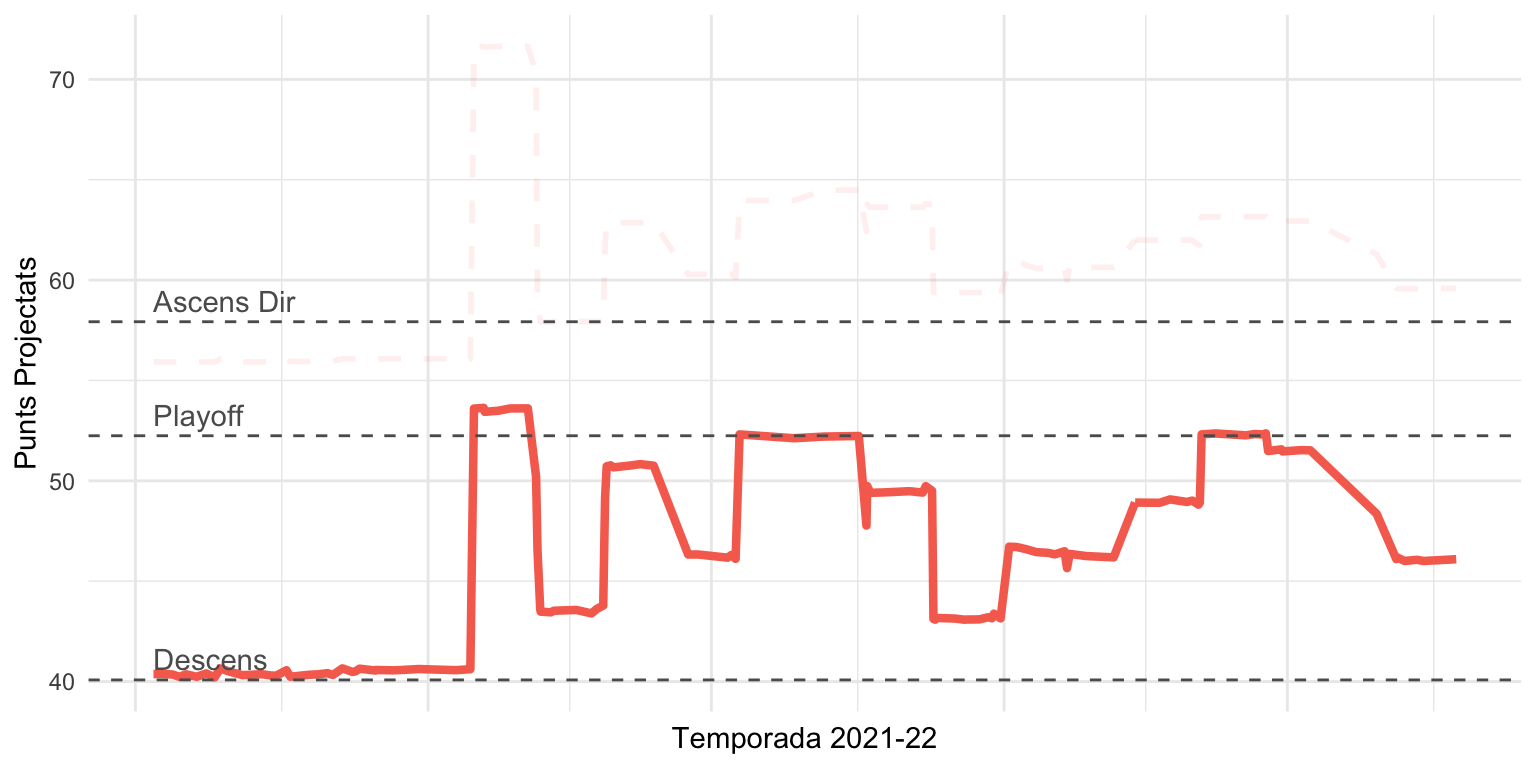 70
60
50
40
Punts Projectats
Ascens Dir
Playoff
Descens
Temporada 2021-22